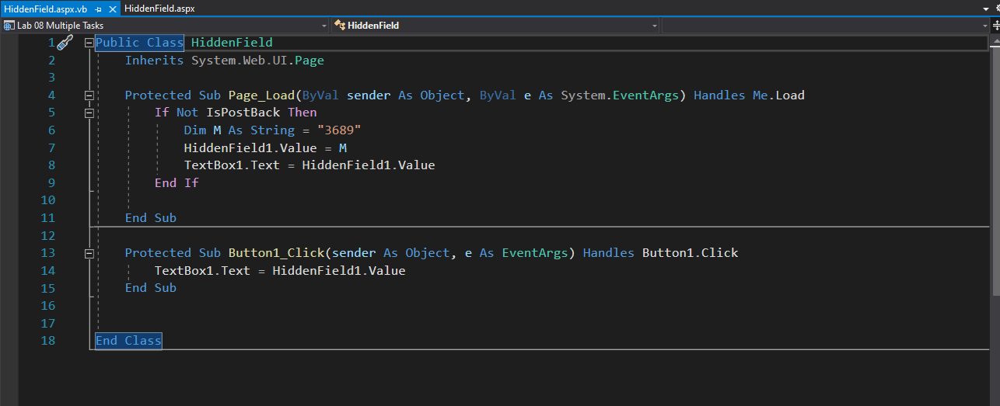 HiddenField.aspx.vb HiddenField.aspx
Lab 08 Multiple Tasks HiddenField
1 Public Class HiddenField
2 Inherits System.Web.UI.Page
3
4 Protected Sub Page_Load(ByVal sender As Object, ByVal e As System.EventArgs) Handles Me.Load
5 If Not IsPostBack Then
6 Dim M As String = "3689"
7 HiddenField1.Value = M
8 TextBox1.Text = HiddenField1.Value
9 End If
10
11 End Sub
12
13 Protected Sub Button1_Click(sender As Object, e As EventArgs) Handles Button1.Click
14 TextBox1.Text = HiddenField1.Value
15 End Sub
16
17
18 End Class